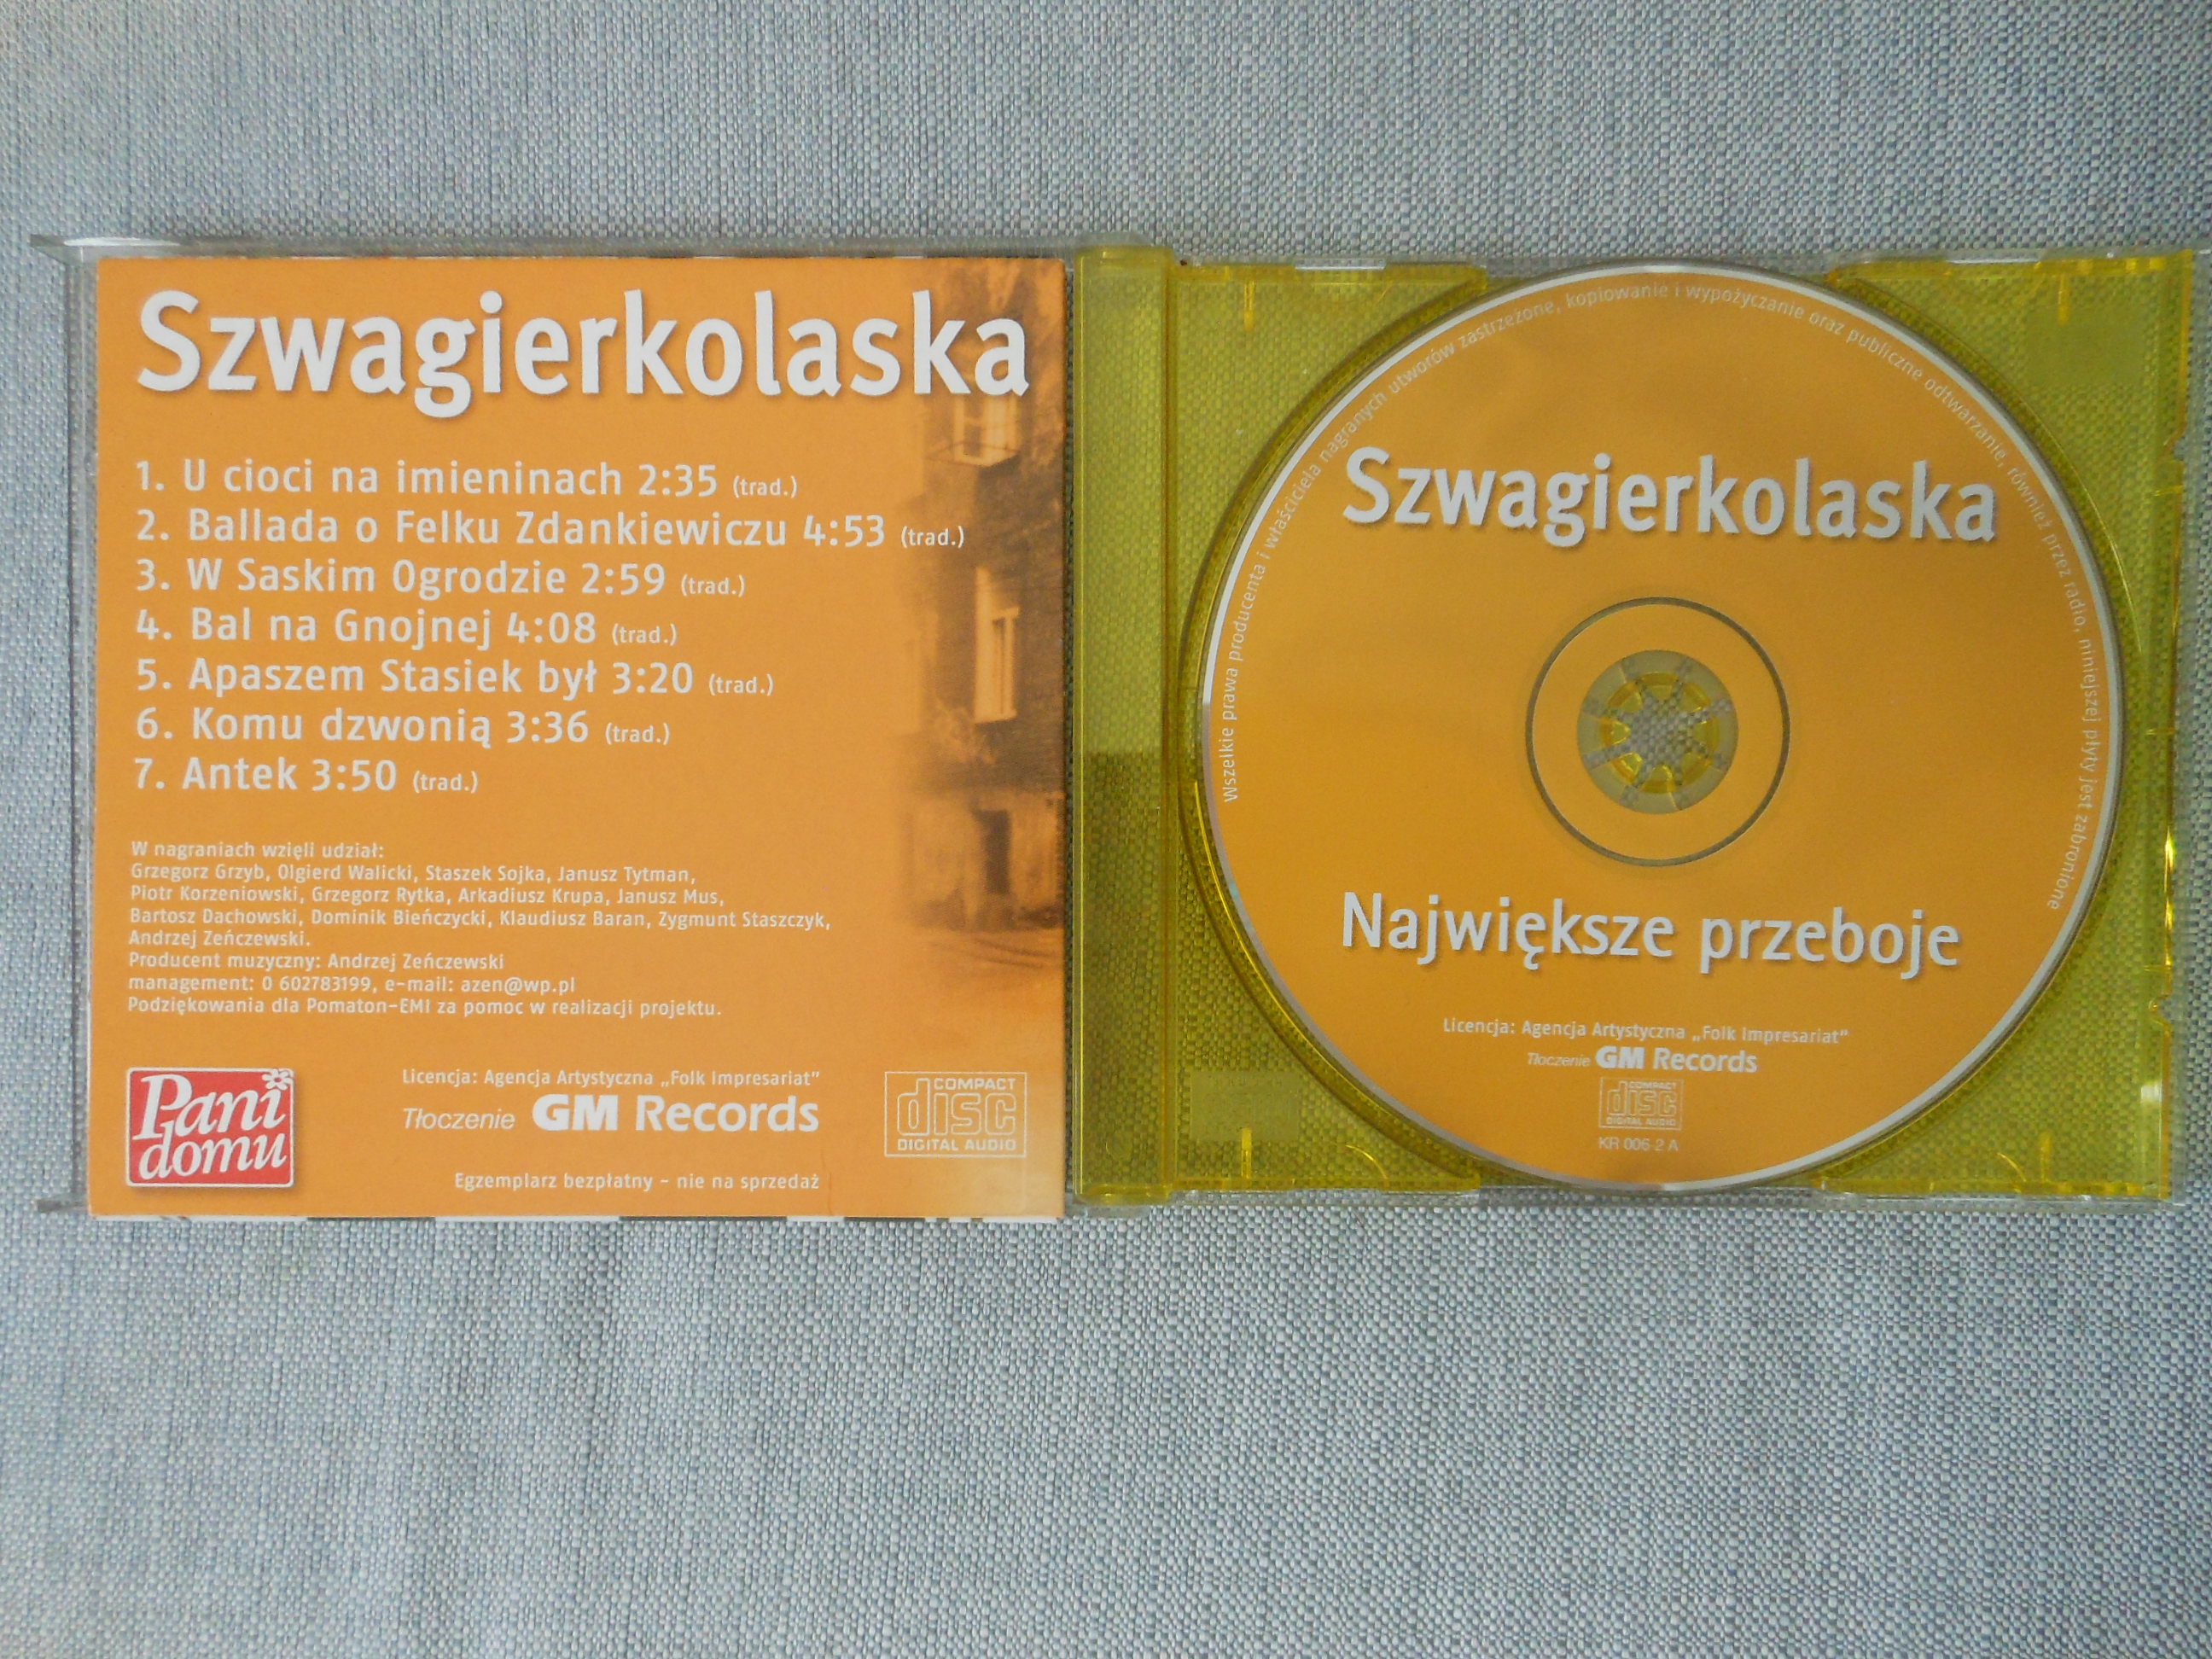 Szwagierkolaska
1. U cioci na imieninach 2:35 (trad.)
2. Ballada o Felku Zdankiewiczu 4:53 (trad.)
3. W Saskim Ogrodzie 2:59 (trad.)
4. Bal na Gnojnej 4:08 (trad.)
5. Apaszem Stasiek był 3:20 (trad.)
6. Komu dzwonią 3:36 (trad.)
7. Antek 3:50 (trad.)
W nagraniach wzięli udział:
Grzegorz Grzyb, Olgierd Walicki, Staszek Sojka, Janusz Tytman,
Piotr Korzeniowski, Grzegorz Rytka, Arkadiusz Krupa, Janusz Mus,
Bartosz Dachowski, Dominik Bieńczycki, Klaudiusz Baran, Zygmunt Staszczyk,
Andrzej Zeńczewski.
Producent muzyczny: Andrzej Zeńczewski
management: 0 602783199, e-mail: azen@wp.pl
Podziękowania dla Pomaton-EMI za pomoc w realizacji projektu.
Pani
domu
Licencja: Agencja Artystyczna „Folk Impresariat"
Tłoczenie GM Records
COMPACT
disc
DIGITAL AUDIO
Egzemplarz bezpłatny - nie na sprzedaż
Wszelkie prawa producenta i właściciela nagranych utworów zastrzeżone, kopiowanie i wypożyczanie oraz publiczne odtwarzanie, również przez radio, niniejszej płyty jest zabronione
Szwagierkolaska
Największe przeboje
Licencja: Agencja Artystyczna „Folk Impresariat"
Tłoczenie GM Records
COMPACT
disc
DIGITAL AUDIO
KR 006-2 A